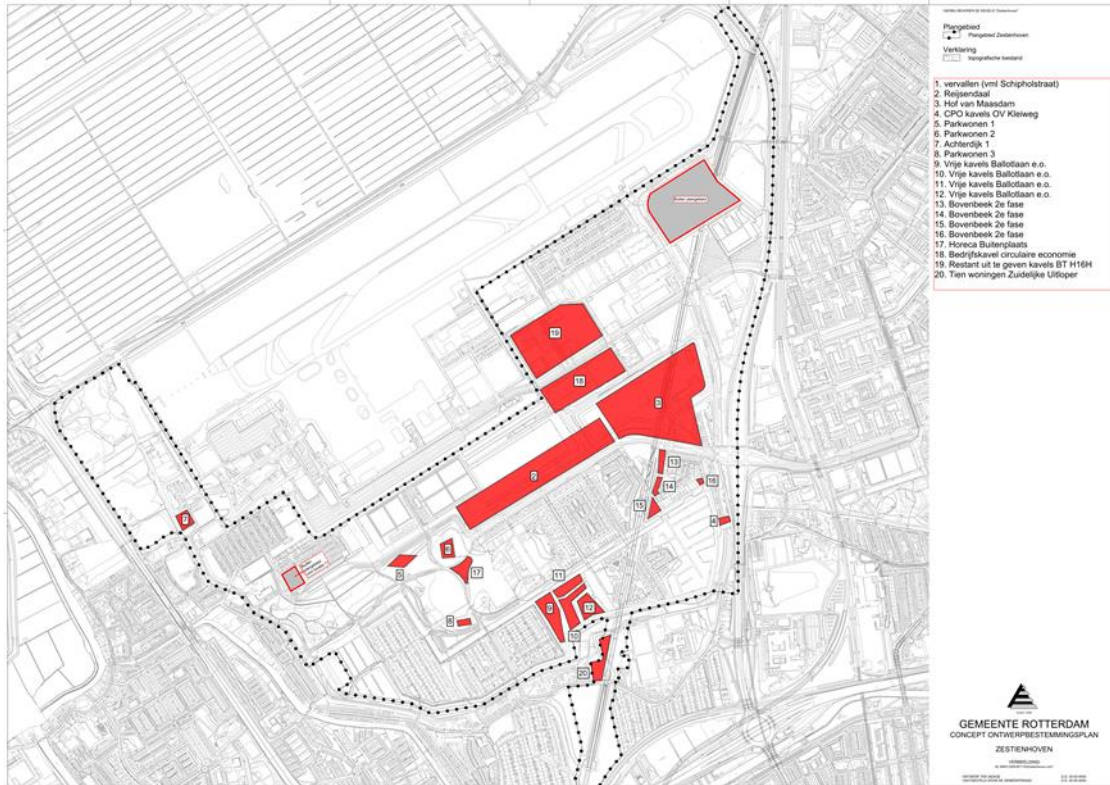 Plangebied
Plangebied Zestienhoven
Verklaring
topografische bestand
1. vervallen (vml Schipholstraat)
2. Reijsendaal
3. Hof van Maasdam
4. CPO kavels OV Kleiweg
5. Parkwonen 1
6. Parkwonen 2
7. Achterdijk 1
8. Parkwonen 3
9. Vrije kavels Ballotlaan e.o.
10. Vrije kavels Ballotlaan e.o.
11. Vrije kavels Ballotlaan e.o.
12. Vrije kavels Ballotlaan e.o.
13. Bovenbeek 2e fase
14. Bovenbeek 2e fase
15. Bovenbeek 2e fase
16. Bovenbeek 2e fase
17. Horeca Buitenplaats
18. Bedrijfskavel circulaire economie
19. Restant uit te geven kavels BT H16H
20. Tien woningen Zuidelijke Uitloper
Buiten plangebied
19
18
3
2
13
14
16
15
4
7
6
5
17
11
9
12
8
10
20
GEMEENTE ROTTERDAM
CONCEPT ONTWERPBESTEMMINGSPLAN
ZESTIENHOVEN
VERBEELDING